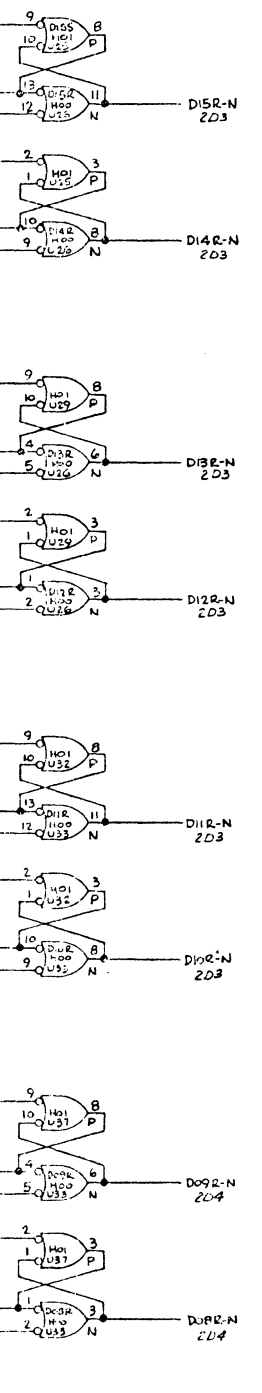 9
8
D15S
10
H01
P
U25
13
D15R
11
H00
D15R-N
12
U25
N
2D3
2
3
1
H01
P
U25
10
D14R
8
H00
D14R-N
9
U26
N
2D3
9
8
10
H01
P
U29
4
D13R
6
H00
D13R-N
5
U26
N
2D3
2
3
1
H01
P
U29
1
D12R
3
H00
D12R-N
2
U26
N
2D3
9
8
10
H01
P
U32
13
D11R
11
H00
D11R-N
12
U33
N
2D3
2
3
1
H01
P
U32
10
D10R
8
H00
D10R-N
9
U33
N
2D3
9
8
10
H01
P
U37
4
D09R
6
H00
D09R-N
5
U33
N
2D4
2
3
1
H01
P
U37
1
D08R
3
D08R-N
2
U33
N
2D4